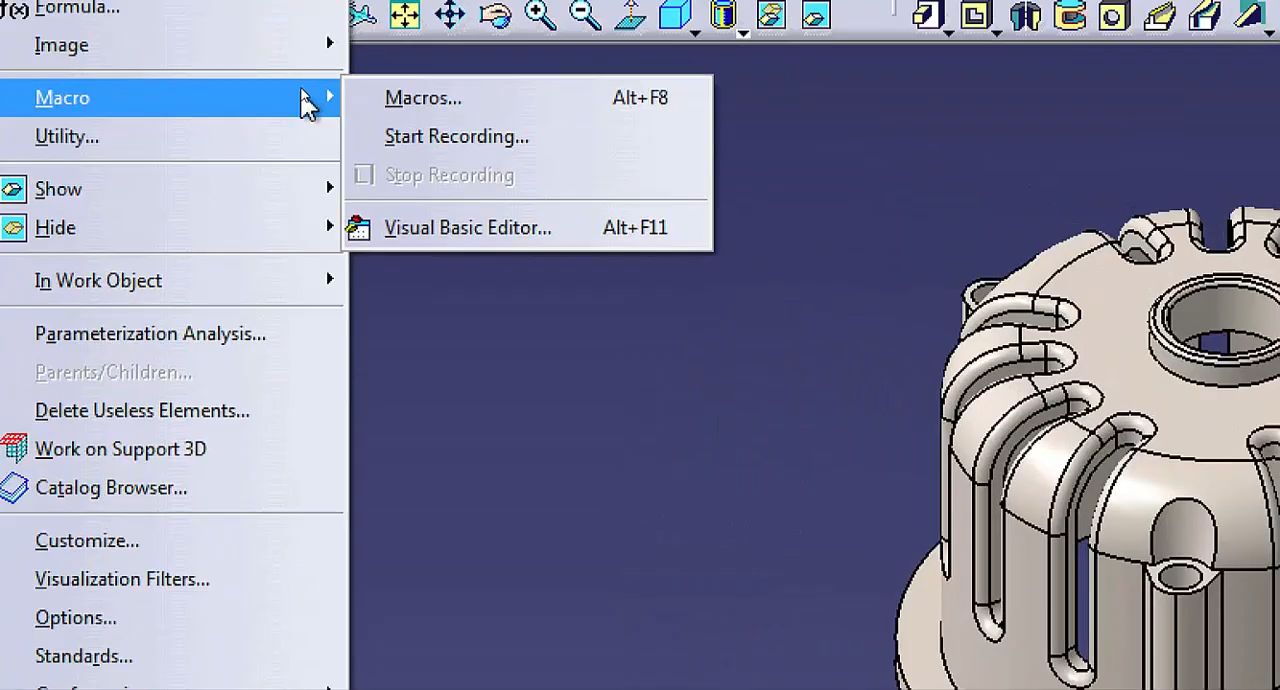 f(x) Formula...
Image
Macro
Utility...
Show
Hide
In Work Object
Parameterization Analysis...
Parents/Children...
Delete Useless Elements...
Work on Support 3D
Catalog Browser...
Customize...
Visualization Filters...
Options...
Standards...
Macros... Alt+F8
Start Recording...
Stop Recording
Visual Basic Editor... Alt+F11